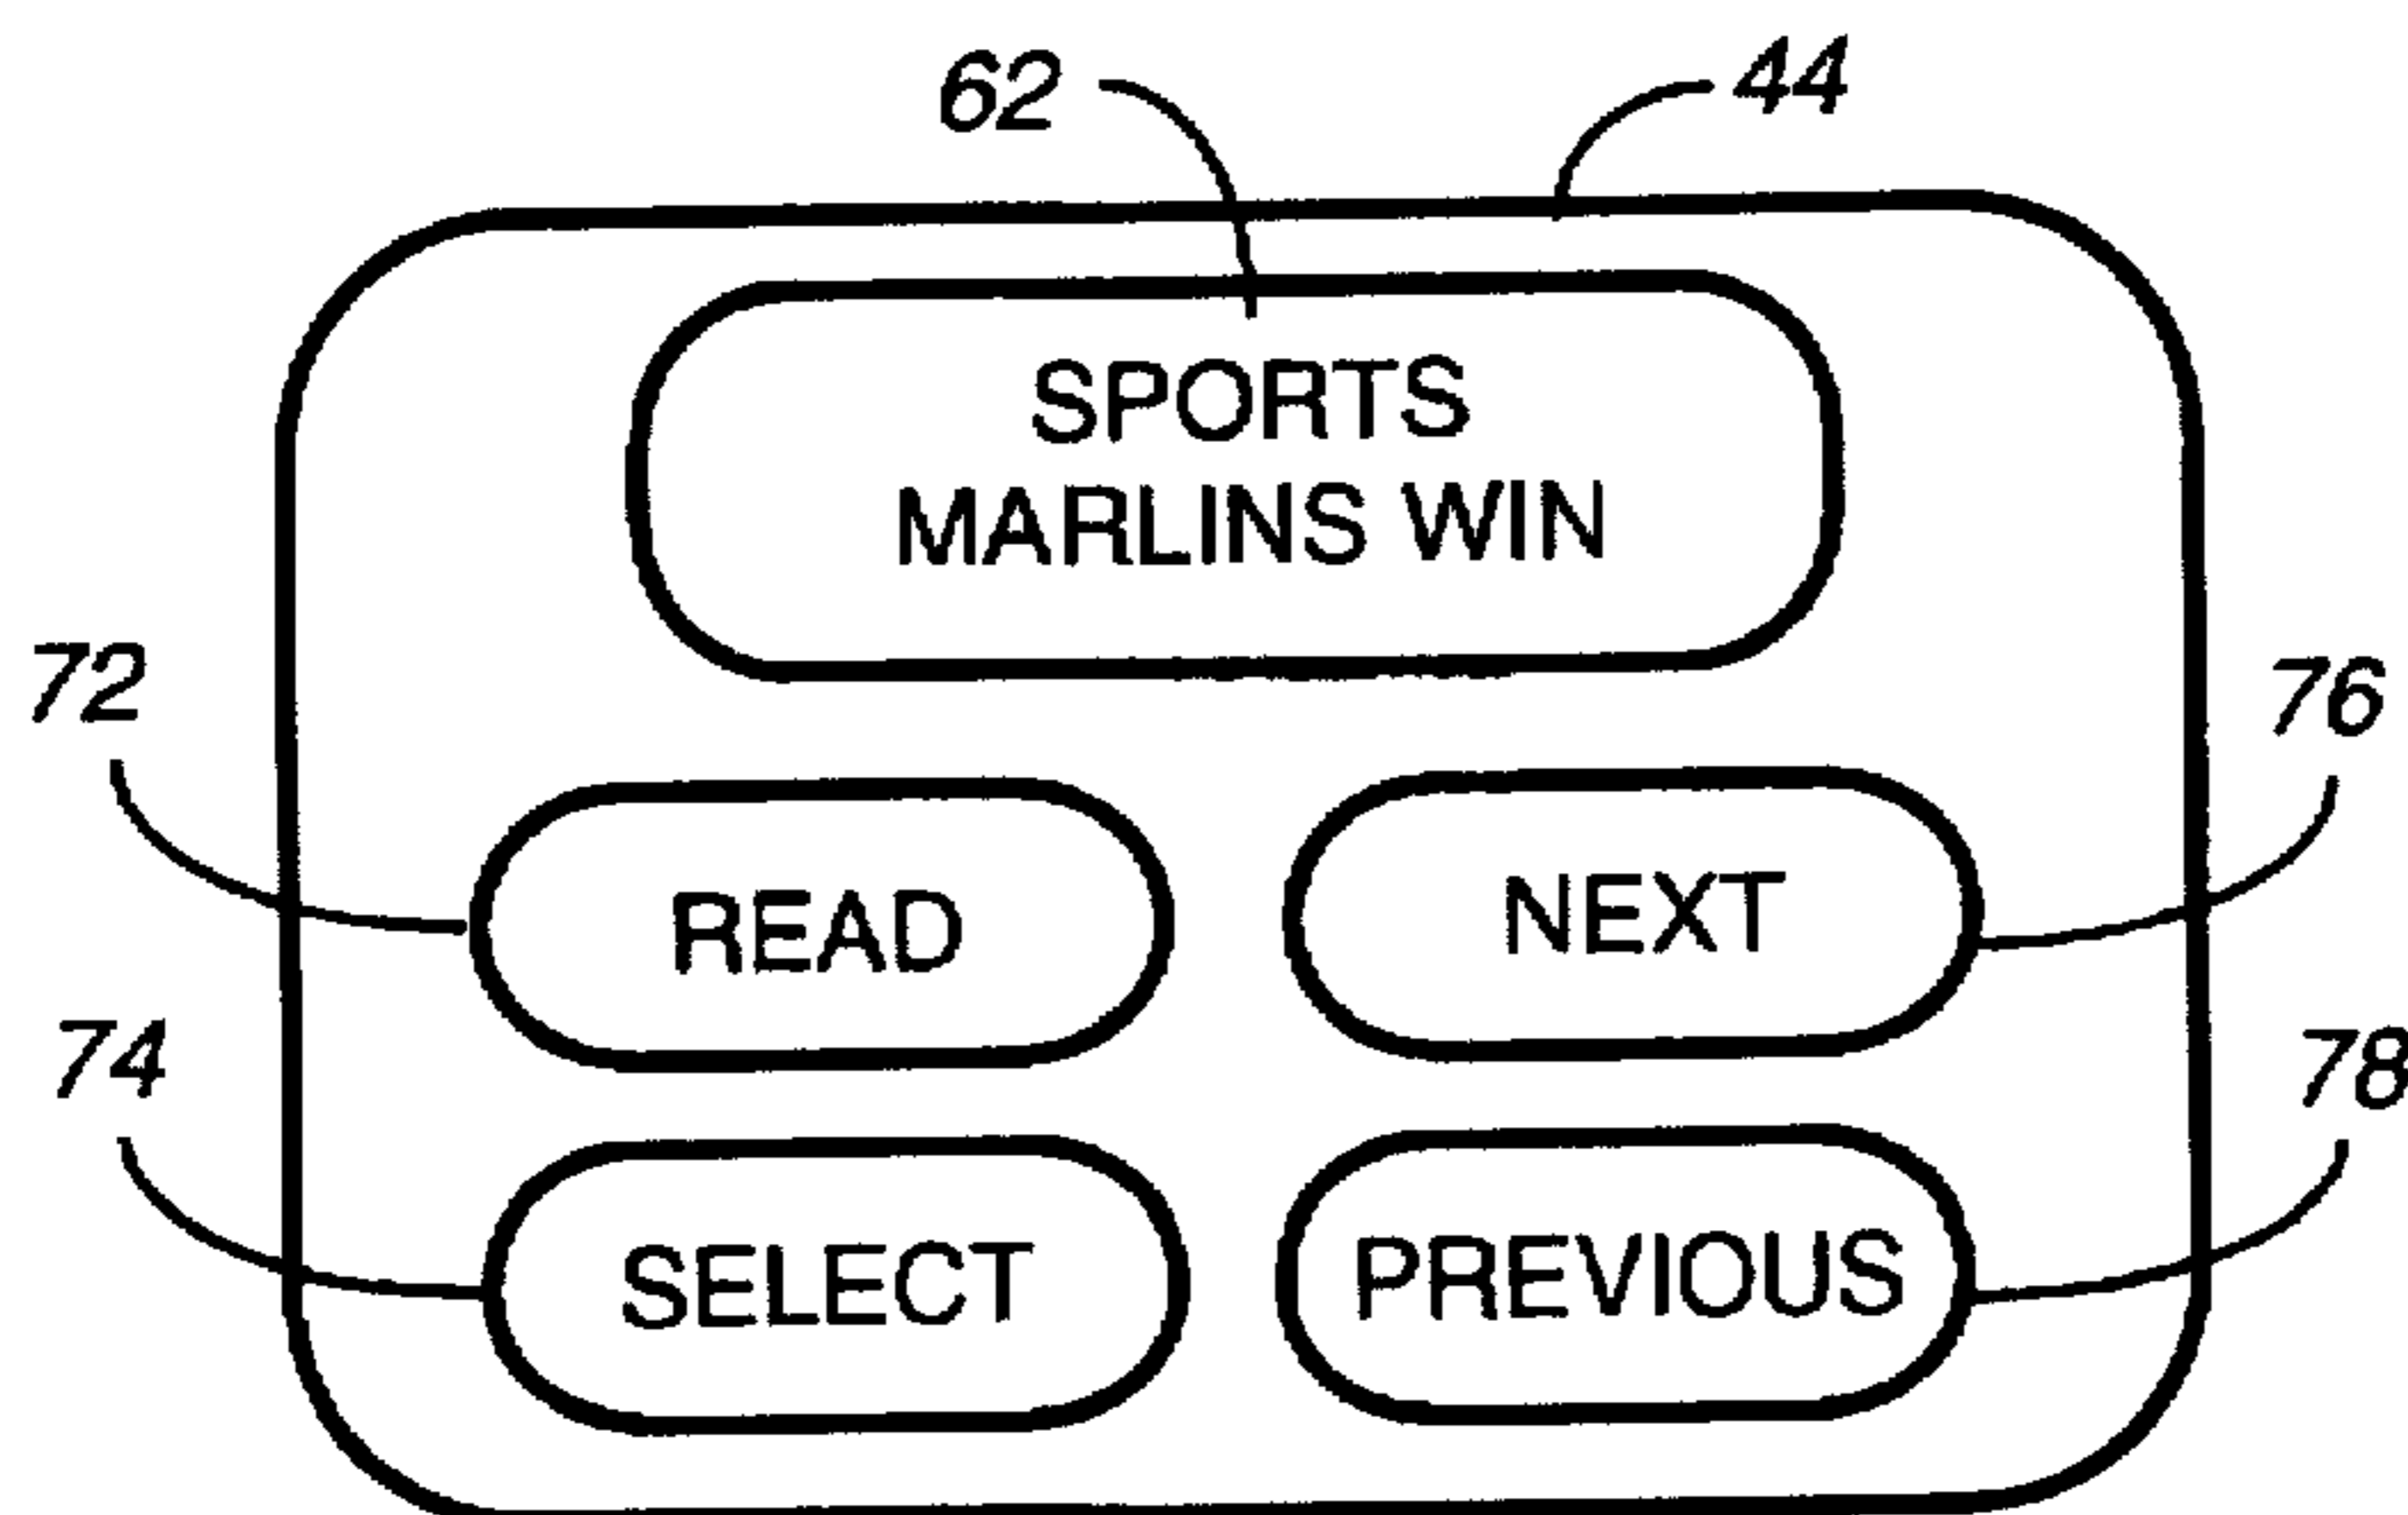 62 44
SPORTS
MARLINS WIN
72 76
READ NEXT
74 78
SELECT PREVIOUS